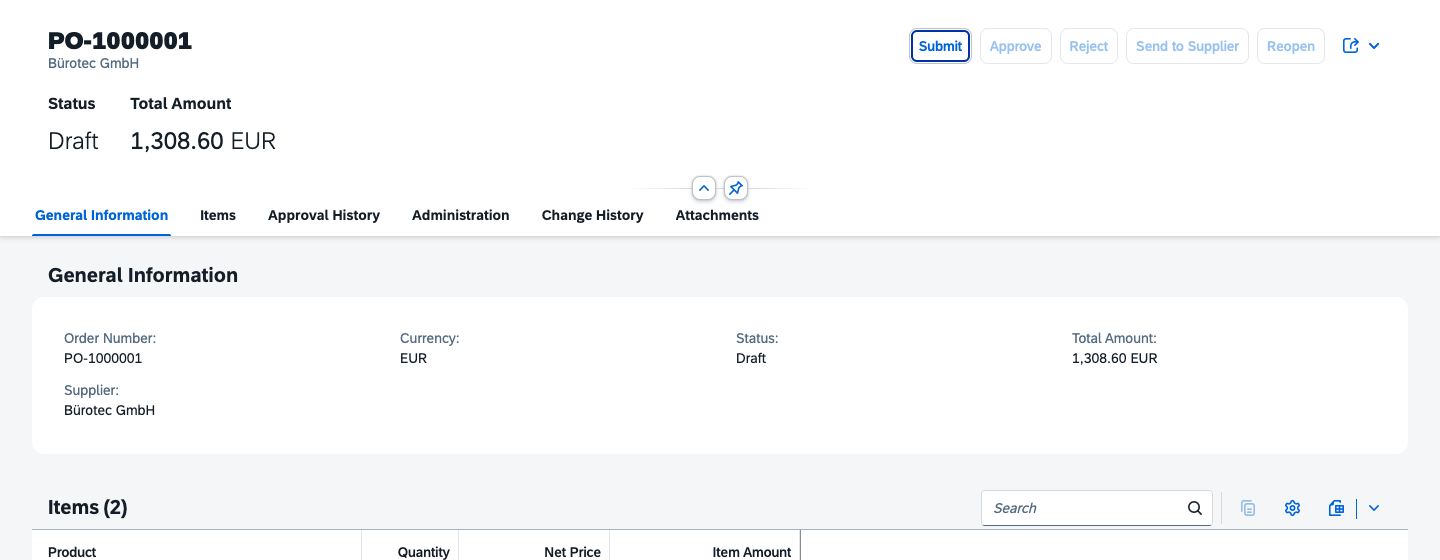 PO-1000001
Bürotec GmbH
Submit
Approve
Reject
Send to Supplier
Reopen
Status
Total Amount
Draft
1,308.60 EUR
General Information
Items
Approval History
Administration
Change History
Attachments
General Information
Order Number:
PO-1000001
Currency:
EUR
Status:
Draft
Total Amount:
1,308.60 EUR
Supplier:
Bürotec GmbH
Items (2)
Search
Product
Quantity
Net Price
Item Amount